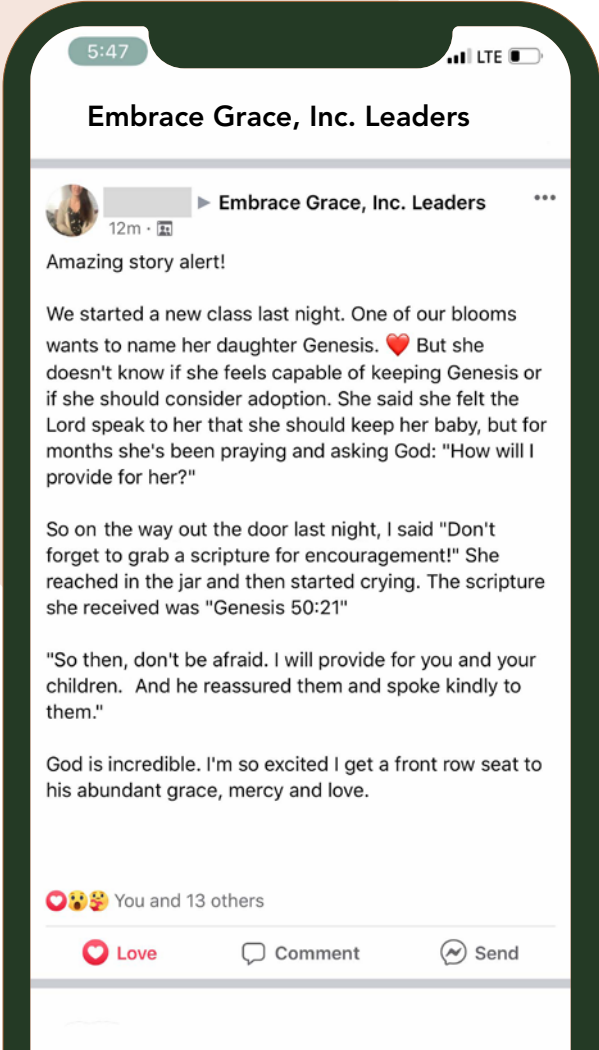 5:47
LTE
Embrace Grace, Inc. Leaders
Embrace Grace, Inc. Leaders
12m ·
Amazing story alert!
We started a new class last night. One of our blooms
wants to name her daughter Genesis. ❤️ But she
doesn't know if she feels capable of keeping Genesis or
if she should consider adoption. She said she felt the
Lord speak to her that she should keep her baby, but for
months she's been praying and asking God: "How will I
provide for her?"
So on the way out the door last night, I said "Don't
forget to grab a scripture for encouragement!" She
reached in the jar and then started crying. The scripture
she received was "Genesis 50:21"
"So then, don't be afraid. I will provide for you and your
children.  And he reassured them and spoke kindly to
them."
God is incredible. I'm so excited I get a front row seat to
his abundant grace, mercy and love.
You and 13 others
Love
Comment
Send